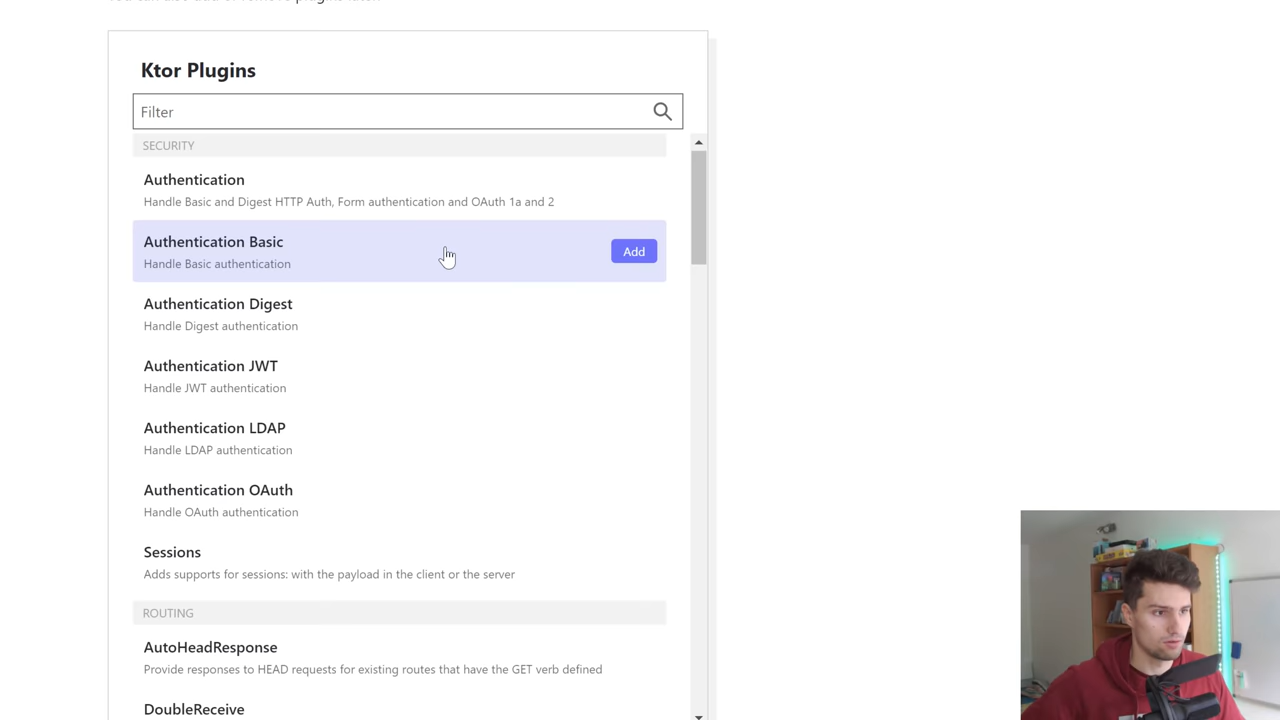 Ktor Plugins
Filter
SECURITY
Authentication
Handle Basic and Digest HTTP Auth, Form authentication and OAuth 1a and 2
Authentication Basic
Add
Handle Basic authentication
Authentication Digest
Handle Digest authentication
Authentication JWT
Handle JWT authentication
Authentication LDAP
Handle LDAP authentication
Authentication OAuth
Handle OAuth authentication
Sessions
Adds supports for sessions: with the payload in the client or the server
ROUTING
AutoHeadResponse
Provide responses to HEAD requests for existing routes that have the GET verb defined
DoubleReceive